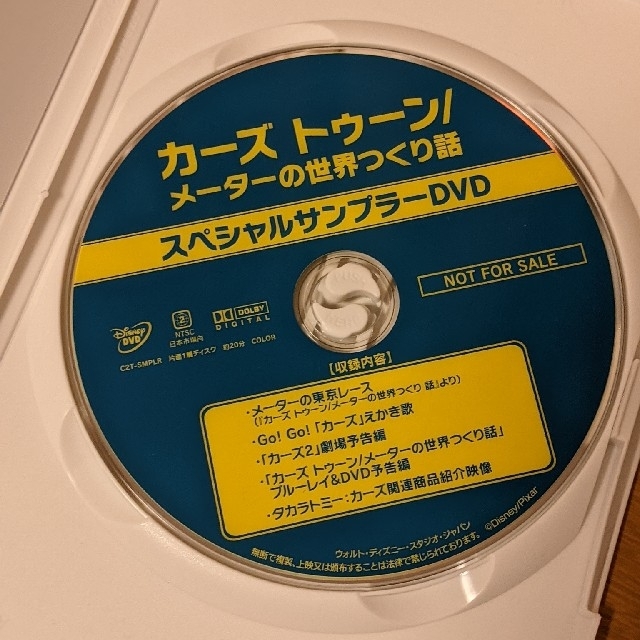 カーズ トゥーン/
メーターの世界つくり話
スペシャルサンプラーDVD
NOT FOR SALE
Disney
DVD
2
NTSC
日本市場向
DOLBY
DIGITAL
C2T-SMPLR 片面1層ディスク 約20分 COLOR
【収録内容】
・メーターの東京レース
(『カーズ トゥーン/メーターの世界つくり 話』より)
・Go! Go!「カーズ」えかき歌
・「カーズ2」劇場予告編
・「カーズ トゥーン/メーターの世界つくり話」
ブルーレイ&DVD予告編
・タカラトミー:カーズ関連商品紹介映像
ウォルト・ディズニー・スタジオ・ジャパン
無断で複製、上映又は頒布することは法律で禁じられております。 ©Disney/Pixar